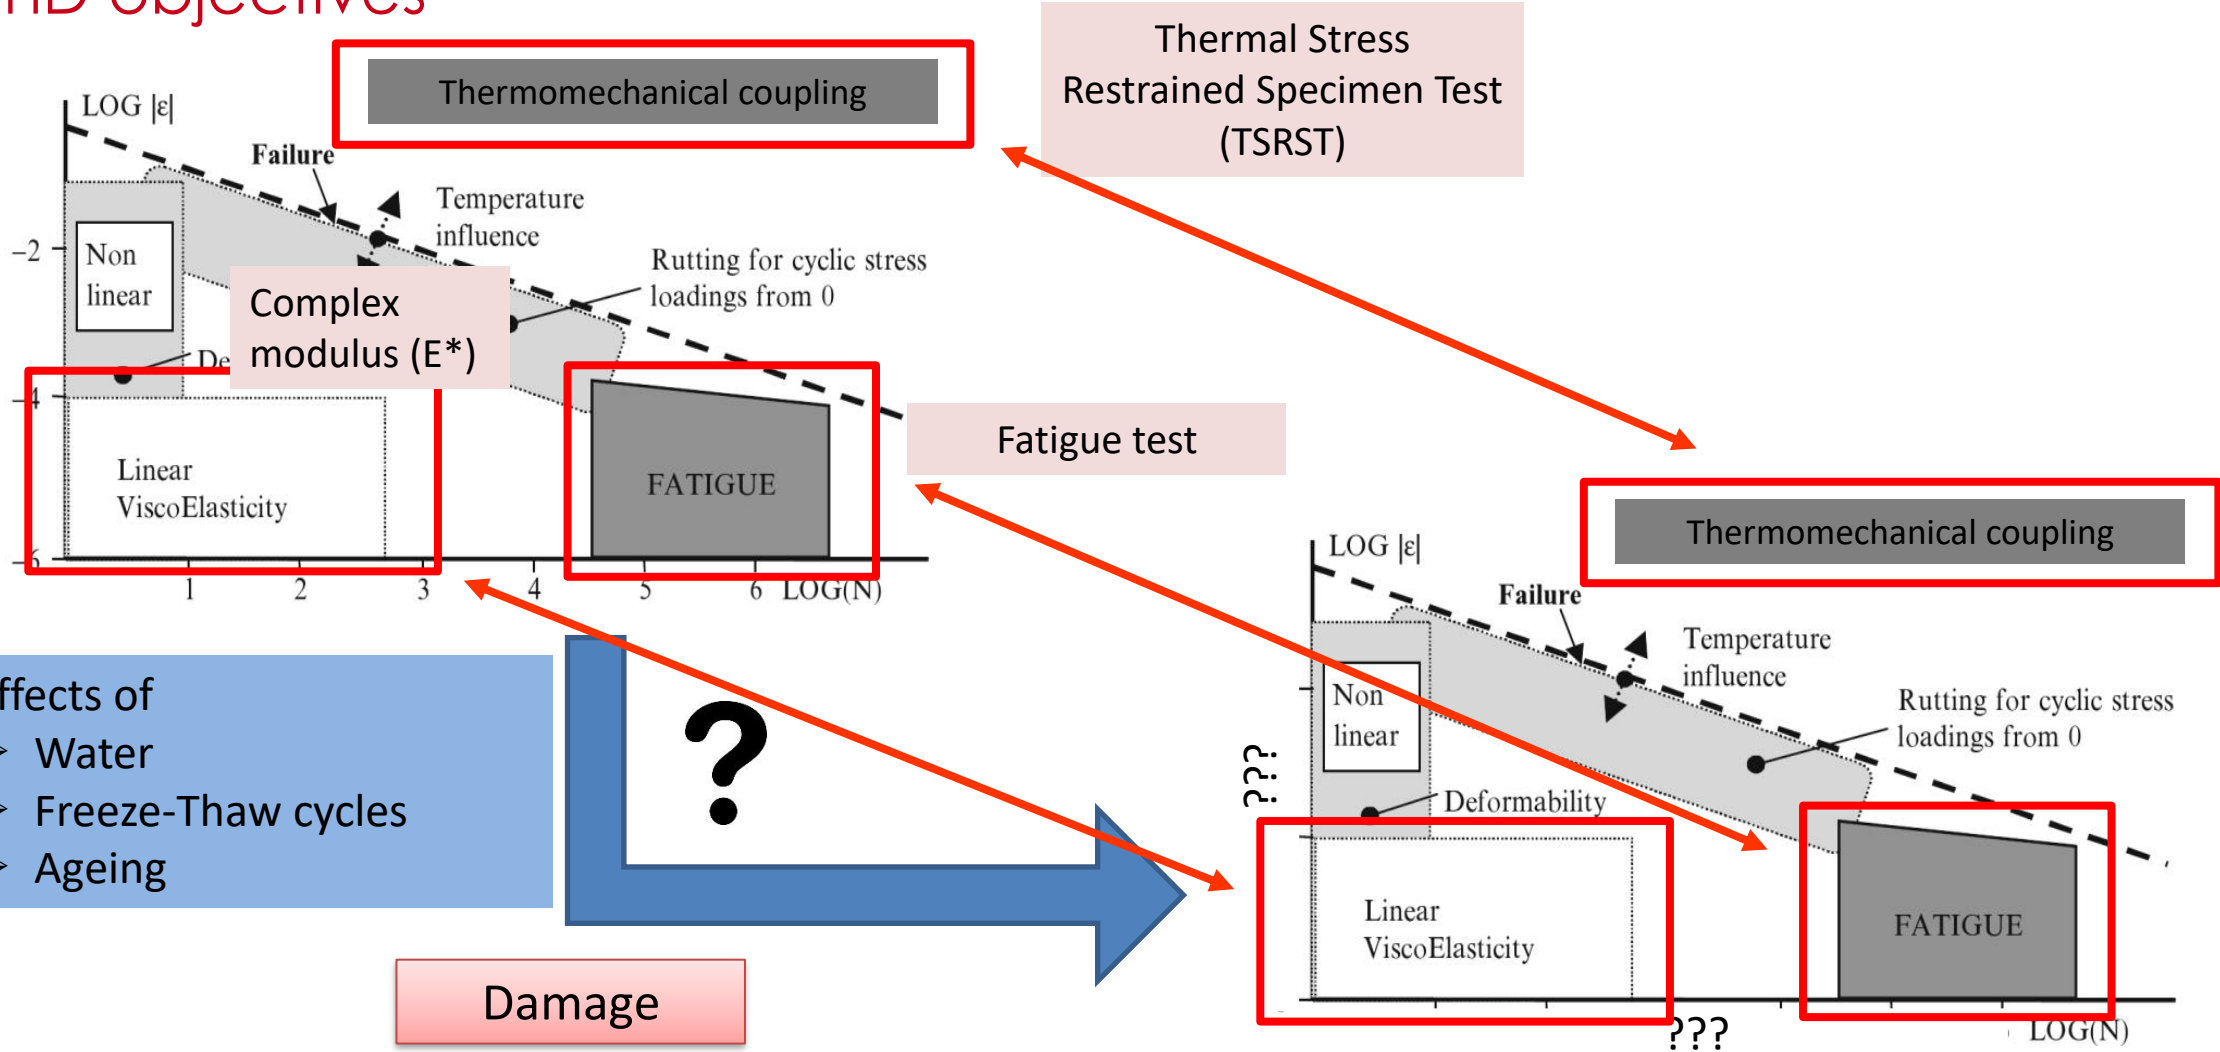 objectives
Thermal Stress
Restrained Specimen Test
(TSRST)
Thermomechanical coupling
LOG |ε|
Failure
Temperature
influence
Rutting for cyclic stress
loadings from 0
–2
Non
linear
Complex
modulus (E*)
De
–4
Linear
ViscoElasticity
FATIGUE
Fatigue test
1 2 3 4 5 6 LOG(N)
Thermomechanical coupling
LOG |ε|
Failure
Temperature
influence
Rutting for cyclic stress
loadings from 0
Non
linear
Deformability
???
Linear
ViscoElasticity
FATIGUE
???
LOG(N)
ffects of
Water
Freeze-Thaw cycles
Ageing
?
Damage